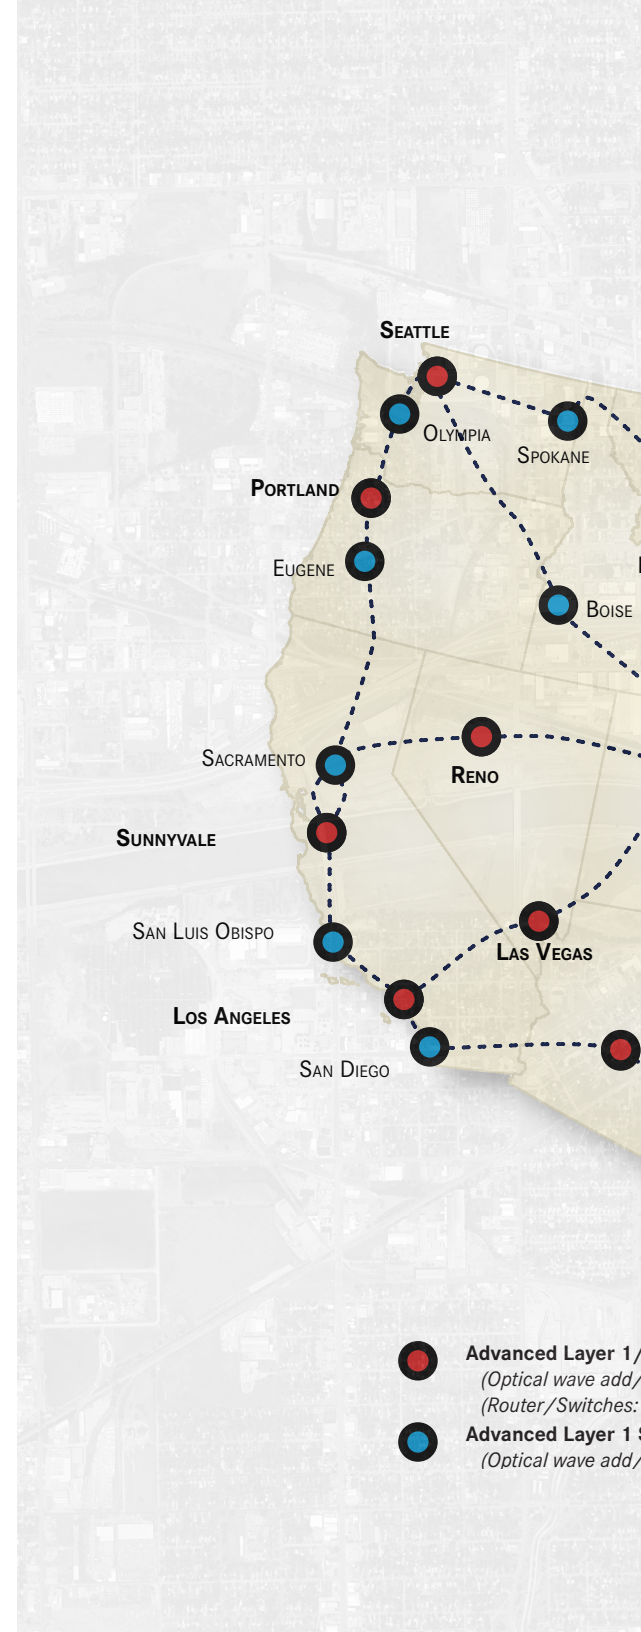 Seattle
Olympia
Spokane
Portland
Eugene
Boise
Sacramento
Reno
Sunnyvale
San Luis Obispo
Las Vegas
Los Angeles
San Diego
Advanced Layer 1/
(Optical wave add/
(Router/Switches:
Advanced Layer 1 S
(Optical wave add/